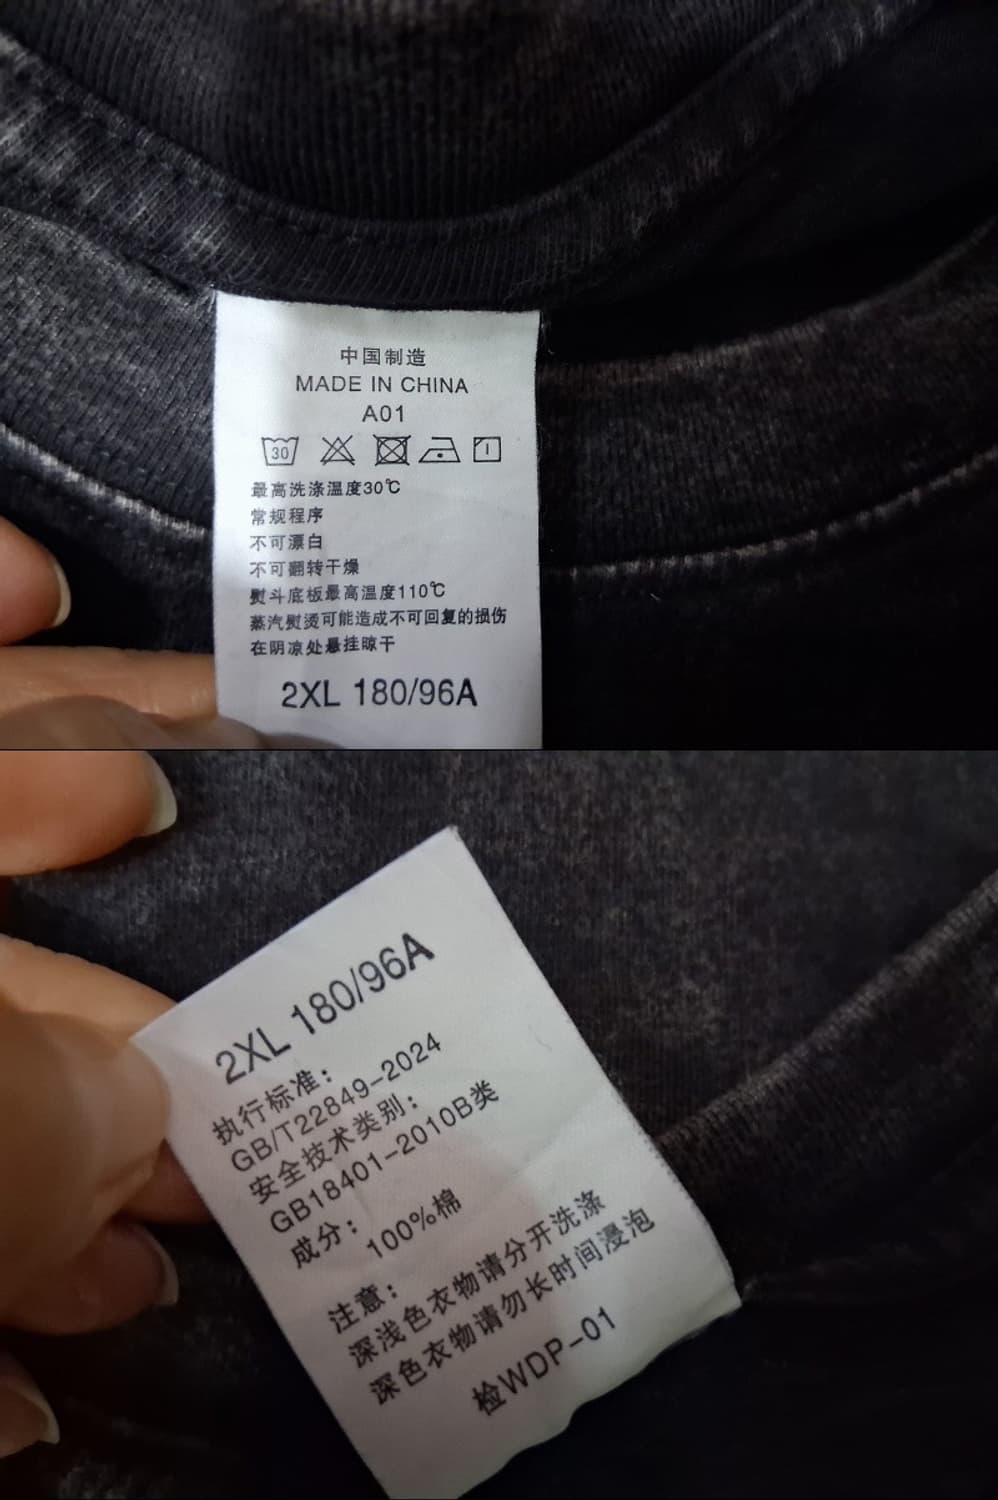 中国制造
MADE IN CHINA
A01
30
最高洗涤温度30℃
常规程序
不可漂白
不可翻转干燥
熨斗底板最高温度110℃
蒸汽熨烫可能造成不可回复的损伤
在阴凉处悬挂晾干
2XL 180/96A
2XL 180/96A
执行标准：
GB/T22849-2024
安全技术类别：
GB18401-2010B类
成分：
100%棉
注意：
深浅色衣物请分开洗涤
深色衣物请勿长时间浸泡
检WDP-01